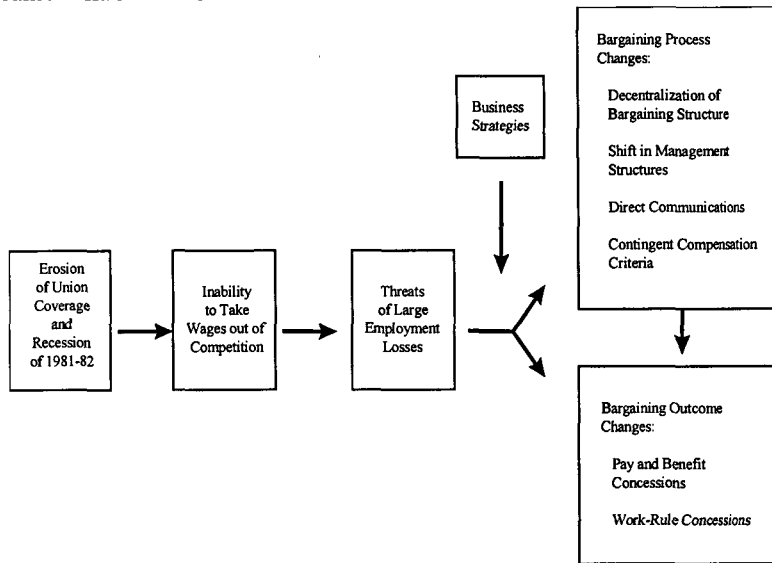 Erosion
of Union
Coverage
and
Recession
of 1981-82
Inability
to Take
Wages out of
Competition
Threats
of Large
Employment
Losses
Business
Strategies
Bargaining Process
Changes:
Decentralization of
Bargaining Structure
Shift in Management
Structures
Direct Communications
Contingent Compensation
Criteria
Bargaining Outcome
Changes:
Pay and Benefit
Concessions
Work-Rule Concessions